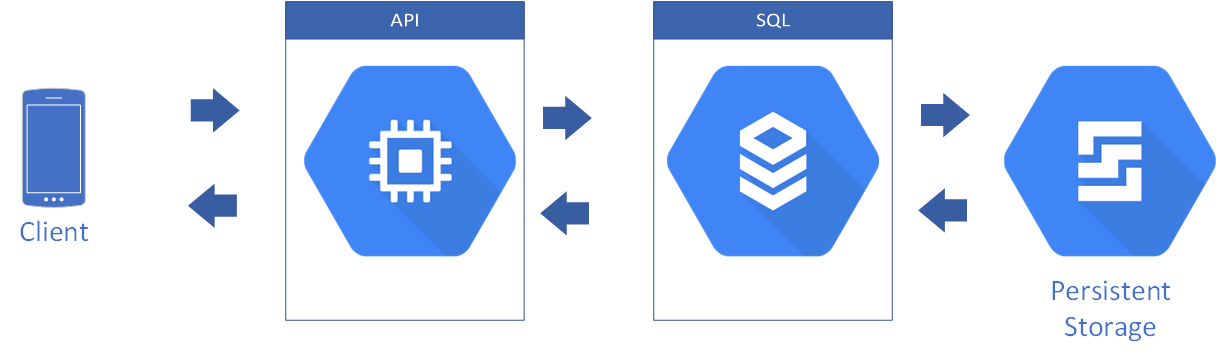 API
SQL
Client
Persistent
Storage